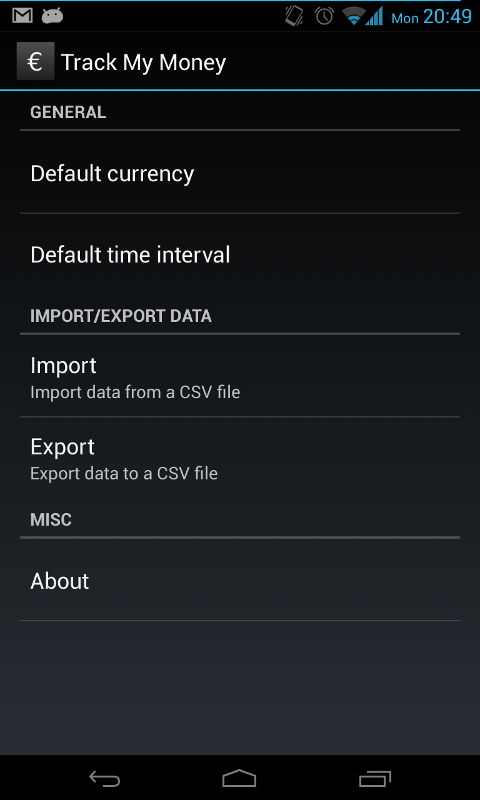 Mon 20:49
€ Track My Money
GENERAL
Default currency
Default time interval
IMPORT/EXPORT DATA
Import
Import data from a CSV file
Export
Export data to a CSV file
MISC
About